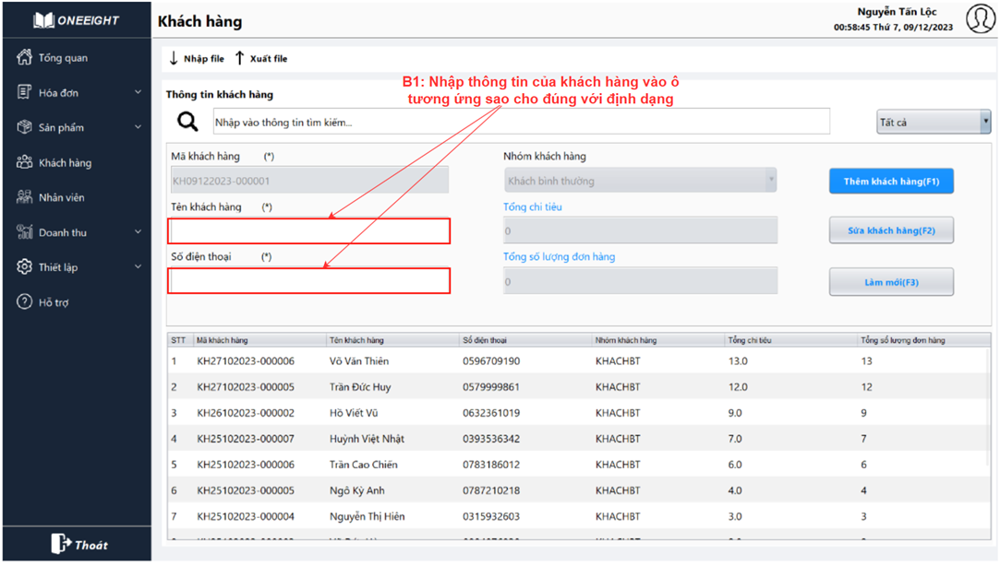 ONEEIGHT
Khách hàng
Nguyễn Tấn Lộc
00:58:45 Thứ 7, 09/12/2023
Tổng quan
Hóa đơn
Sản phẩm
Khách hàng
Nhân viên
Doanh thu
Thiết lập
Hỗ trợ
Thoát
Nhập file
Xuất file
B1: Nhập thông tin của khách hàng vào ô
tương ứng sao cho đúng với định dạng
Thông tin khách hàng
Nhập vào thông tin tìm kiếm...
Tất cả
Mã khách hàng (*)
KH09122023-000001
Tên khách hàng (*)
Số điện thoại (*)
Nhóm khách hàng
Khách bình thường
Tổng chi tiêu
0
Tổng số lượng đơn hàng
0
Thêm khách hàng(F1)
Sửa khách hàng(F2)
Làm mới(F3)
STT Mã khách hàng Tên khách hàng Số điện thoại Nhóm khách hàng Tổng chi tiêu Tổng số lượng đơn hàng
1 KH27102023-000006 Võ Văn Thiên 0596709190 KHACHBT 13.0 13
2 KH27102023-000005 Trần Đức Huy 0579999861 KHACHBT 12.0 12
3 KH26102023-000002 Hồ Viết Vũ 0632361019 KHACHBT 9.0 9
4 KH25102023-000007 Huỳnh Việt Nhật 0393536342 KHACHBT 7.0 7
5 KH25102023-000006 Trần Cao Chiến 0783186012 KHACHBT 6.0 6
6 KH25102023-000005 Ngô Kỳ Anh 0787210218 KHACHBT 4.0 4
7 KH25102023-000004 Nguyễn Thị Hiên 0315932603 KHACHBT 3.0 3